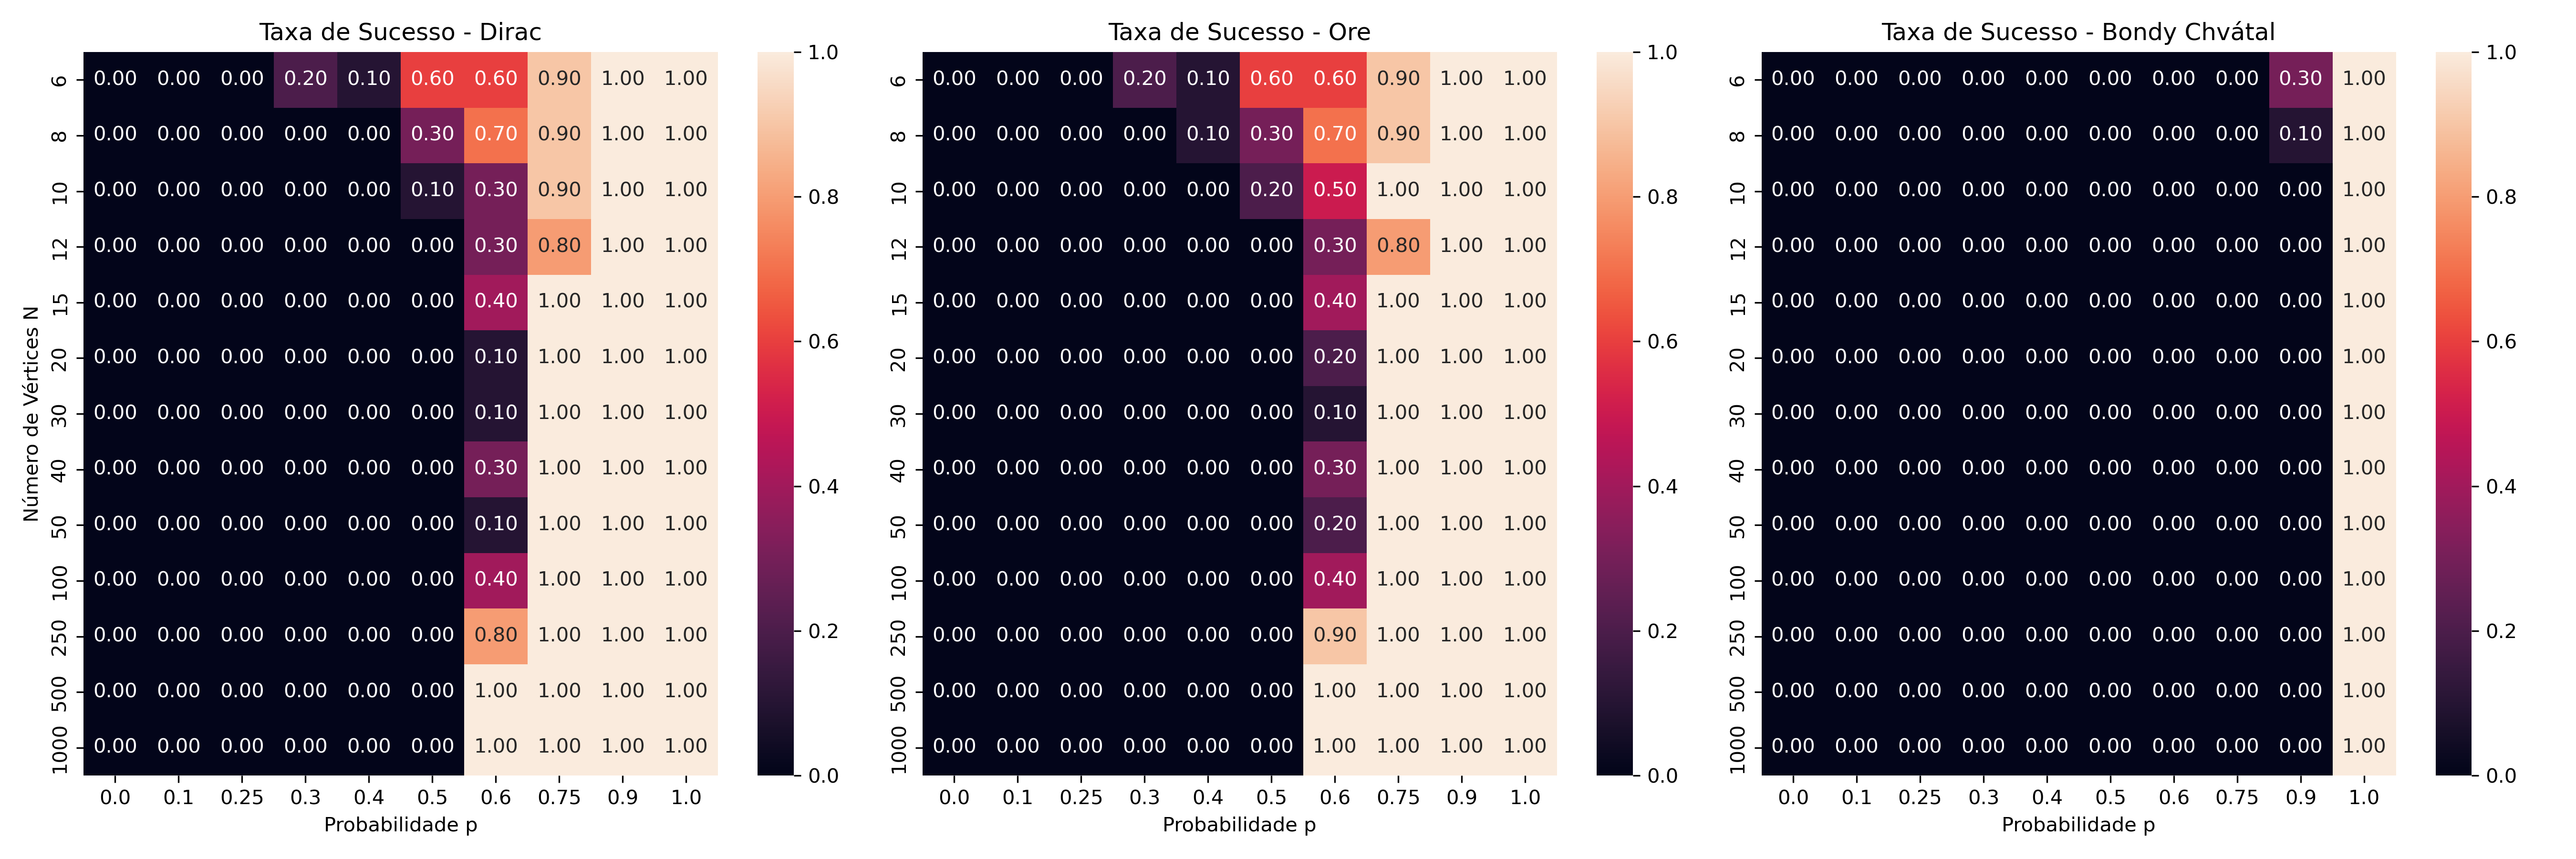 Taxa de Sucesso - Dirac
6 0.00 0.00 0.00 0.20 0.10 0.60 0.60 0.90 1.00 1.00
8 0.00 0.00 0.00 0.00 0.00 0.30 0.70 0.90 1.00 1.00
10 0.00 0.00 0.00 0.00 0.00 0.10 0.30 0.90 1.00 1.00
12 0.00 0.00 0.00 0.00 0.00 0.00 0.30 0.80 1.00 1.00
15 0.00 0.00 0.00 0.00 0.00 0.00 0.40 1.00 1.00 1.00
20 0.00 0.00 0.00 0.00 0.00 0.00 0.10 1.00 1.00 1.00
30 0.00 0.00 0.00 0.00 0.00 0.00 0.10 1.00 1.00 1.00
40 0.00 0.00 0.00 0.00 0.00 0.00 0.30 1.00 1.00 1.00
50 0.00 0.00 0.00 0.00 0.00 0.00 0.10 1.00 1.00 1.00
100 0.00 0.00 0.00 0.00 0.00 0.00 0.40 1.00 1.00 1.00
250 0.00 0.00 0.00 0.00 0.00 0.00 0.80 1.00 1.00 1.00
500 0.00 0.00 0.00 0.00 0.00 0.00 1.00 1.00 1.00 1.00
1000 0.00 0.00 0.00 0.00 0.00 0.00 1.00 1.00 1.00 1.00
0.0 0.1 0.25 0.3 0.4 0.5 0.6 0.75 0.9 1.0
Probabilidade p
Número de Vértices N
1.0
0.8
0.6
0.4
0.2
0.0
Taxa de Sucesso - Ore
6 0.00 0.00 0.00 0.20 0.10 0.60 0.60 0.90 1.00 1.00
8 0.00 0.00 0.00 0.00 0.10 0.30 0.70 0.90 1.00 1.00
10 0.00 0.00 0.00 0.00 0.00 0.20 0.50 1.00 1.00 1.00
12 0.00 0.00 0.00 0.00 0.00 0.00 0.30 0.80 1.00 1.00
15 0.00 0.00 0.00 0.00 0.00 0.00 0.40 1.00 1.00 1.00
20 0.00 0.00 0.00 0.00 0.00 0.00 0.20 1.00 1.00 1.00
30 0.00 0.00 0.00 0.00 0.00 0.00 0.10 1.00 1.00 1.00
40 0.00 0.00 0.00 0.00 0.00 0.00 0.30 1.00 1.00 1.00
50 0.00 0.00 0.00 0.00 0.00 0.00 0.20 1.00 1.00 1.00
100 0.00 0.00 0.00 0.00 0.00 0.00 0.40 1.00 1.00 1.00
250 0.00 0.00 0.00 0.00 0.00 0.00 0.90 1.00 1.00 1.00
500 0.00 0.00 0.00 0.00 0.00 0.00 1.00 1.00 1.00 1.00
1000 0.00 0.00 0.00 0.00 0.00 0.00 1.00 1.00 1.00 1.00
0.0 0.1 0.25 0.3 0.4 0.5 0.6 0.75 0.9 1.0
Probabilidade p
1.0
0.8
0.6
0.4
0.2
0.0
Taxa de Sucesso - Bondy Chvátal
6 0.00 0.00 0.00 0.00 0.00 0.00 0.00 0.00 0.30 1.00
8 0.00 0.00 0.00 0.00 0.00 0.00 0.00 0.00 0.10 1.00
10 0.00 0.00 0.00 0.00 0.00 0.00 0.00 0.00 0.00 1.00
12 0.00 0.00 0.00 0.00 0.00 0.00 0.00 0.00 0.00 1.00
15 0.00 0.00 0.00 0.00 0.00 0.00 0.00 0.00 0.00 1.00
20 0.00 0.00 0.00 0.00 0.00 0.00 0.00 0.00 0.00 1.00
30 0.00 0.00 0.00 0.00 0.00 0.00 0.00 0.00 0.00 1.00
40 0.00 0.00 0.00 0.00 0.00 0.00 0.00 0.00 0.00 1.00
50 0.00 0.00 0.00 0.00 0.00 0.00 0.00 0.00 0.00 1.00
100 0.00 0.00 0.00 0.00 0.00 0.00 0.00 0.00 0.00 1.00
250 0.00 0.00 0.00 0.00 0.00 0.00 0.00 0.00 0.00 1.00
500 0.00 0.00 0.00 0.00 0.00 0.00 0.00 0.00 0.00 1.00
1000 0.00 0.00 0.00 0.00 0.00 0.00 0.00 0.00 0.00 1.00
0.0 0.1 0.25 0.3 0.4 0.5 0.6 0.75 0.9 1.0
Probabilidade p
1.0
0.8
0.6
0.4
0.2
0.0